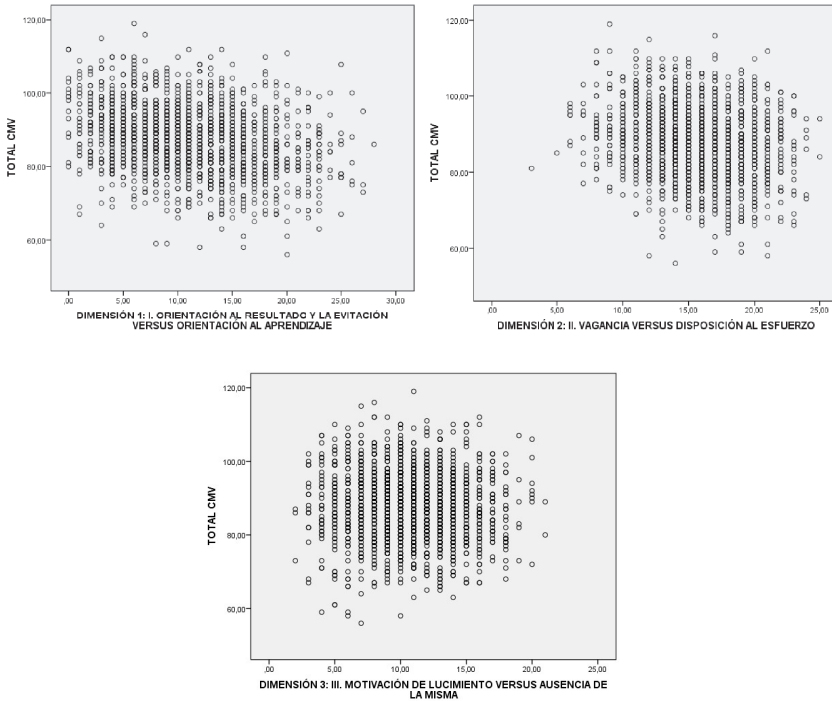 120,00
100,00
80,00
60,00
TOTAL CMV
,00 5,00 10,00 15,00 20,00 25,00 30,00
DIMENSIÓN 1: I. ORIENTACIÓN AL RESULTADO Y LA EVITACIÓN
VERSUS ORIENTACIÓN AL APRENDIZAJE
120,00
100,00
80,00
60,00
TOTAL CMV
,00 5,00 10,00 15,00 20,00 25,00
DIMENSIÓN 2: II. VAGANCIA VERSUS DISPOSICIÓN AL ESFUERZO
120,00
100,00
80,00
60,00
TOTAL CMV
,00 5,00 10,00 15,00 20,00 25,00
DIMENSIÓN 3: III. MOTIVACIÓN DE LUCIMIENTO VERSUS AUSENCIA DE
LA MISMA